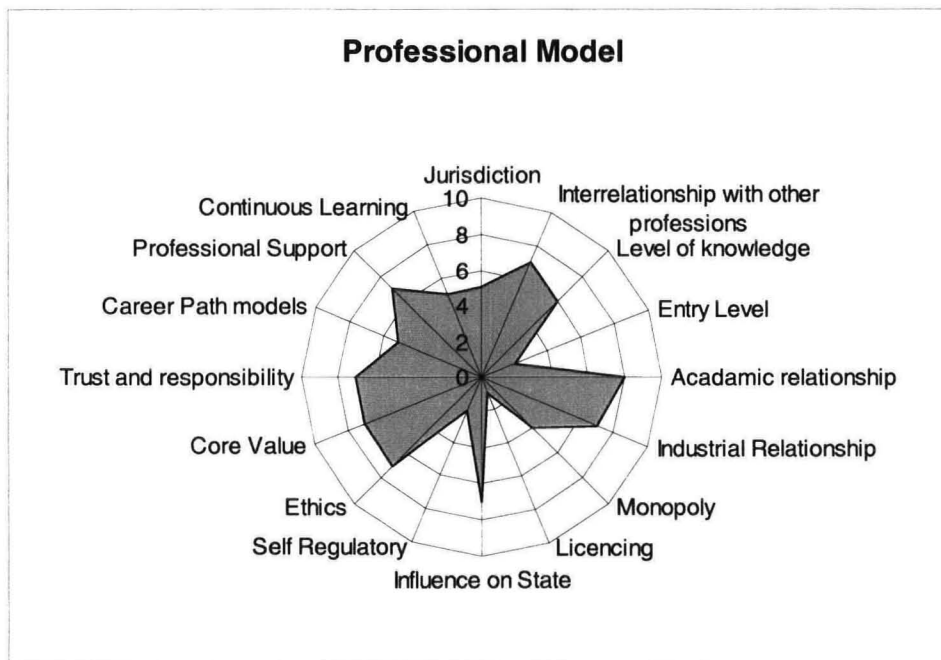 Professional Model
Jurisdiction
Interrelationship with other
professions
Level of knowledge
Entry Level
Acadamic relationship
Industrial Relationship
Monopoly
Licencing
Influence on State
Self Regulatory
Ethics
Core Value
Trust and responsibility
Career Path models
Professional Support
Continuous Learning
10
8
6
4
2
0